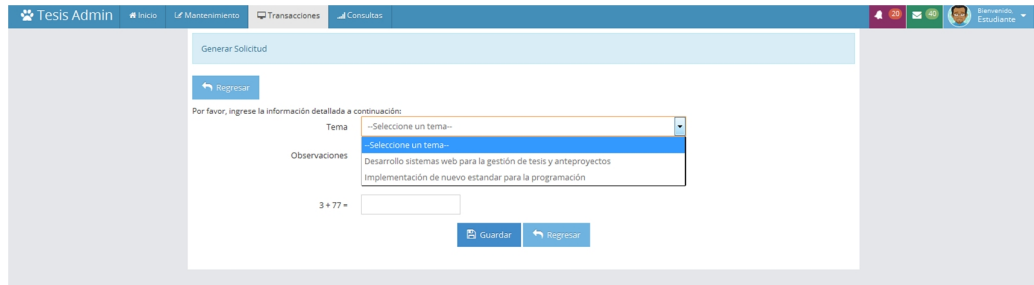 Tesis Admin Inicio Mantenimiento Transacciones Consultas 20 40 Bienvenido, Estudiante
Generar Solicitud
Regresar
Por favor, ingrese la información detallada a continuación:
Tema --Seleccione un tema--
--Seleccione un tema--
Observaciones
Desarrollo sistemas web para la gestión de tesis y anteproyectos
Implementación de nuevo estandar para la programación
3 + 77 =
Guardar Regresar